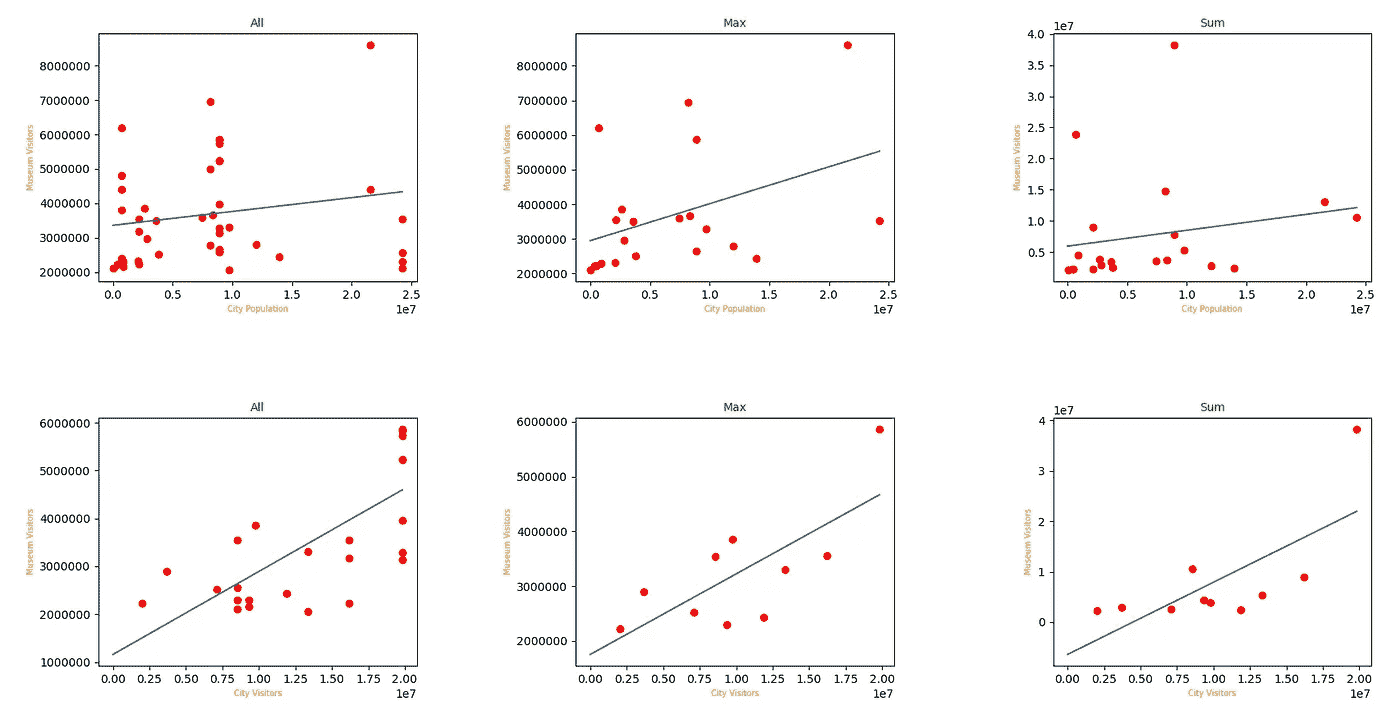 All
8000000
7000000
6000000
5000000
4000000
3000000
2000000
Museum Visitors
0.0 0.5 1.0 1.5 2.0 2.5
1e7
City Population
Max
8000000
7000000
6000000
5000000
4000000
3000000
2000000
Museum Visitors
0.0 0.5 1.0 1.5 2.0 2.5
1e7
City Population
Sum
1e7
4.0
3.5
3.0
2.5
2.0
1.5
1.0
0.5
Museum Visitors
0.0 0.5 1.0 1.5 2.0 2.5
1e7
City Population
All
6000000
5000000
4000000
3000000
2000000
1000000
Museum Visitors
0.00 0.25 0.50 0.75 1.00 1.25 1.50 1.75 2.00
1e7
City Visitors
Max
6000000
5000000
4000000
3000000
2000000
Museum Visitors
0.00 0.25 0.50 0.75 1.00 1.25 1.50 1.75 2.00
1e7
City Visitors
Sum
1e7
4
3
2
1
0
Museum Visitors
0.00 0.25 0.50 0.75 1.00 1.25 1.50 1.75 2.00
1e7
City Visitors